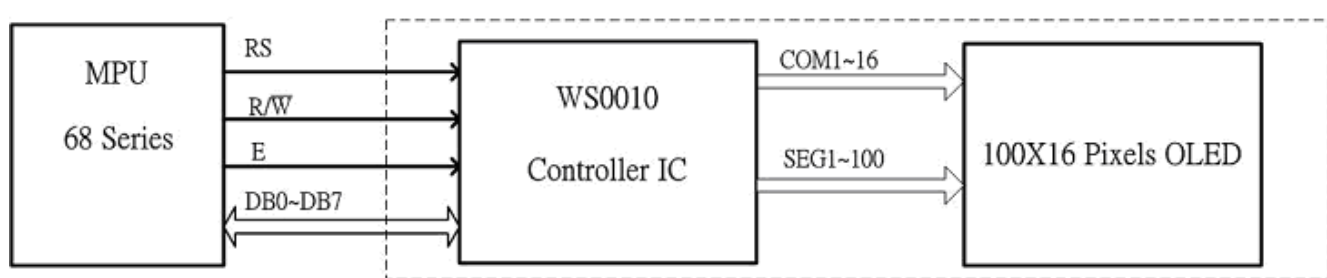 MPU
68 Series
RS
R/W̅
E
DB0~DB7
WS0010
Controller IC
COM1~16
SEG1~100
100X16 Pixels OLED